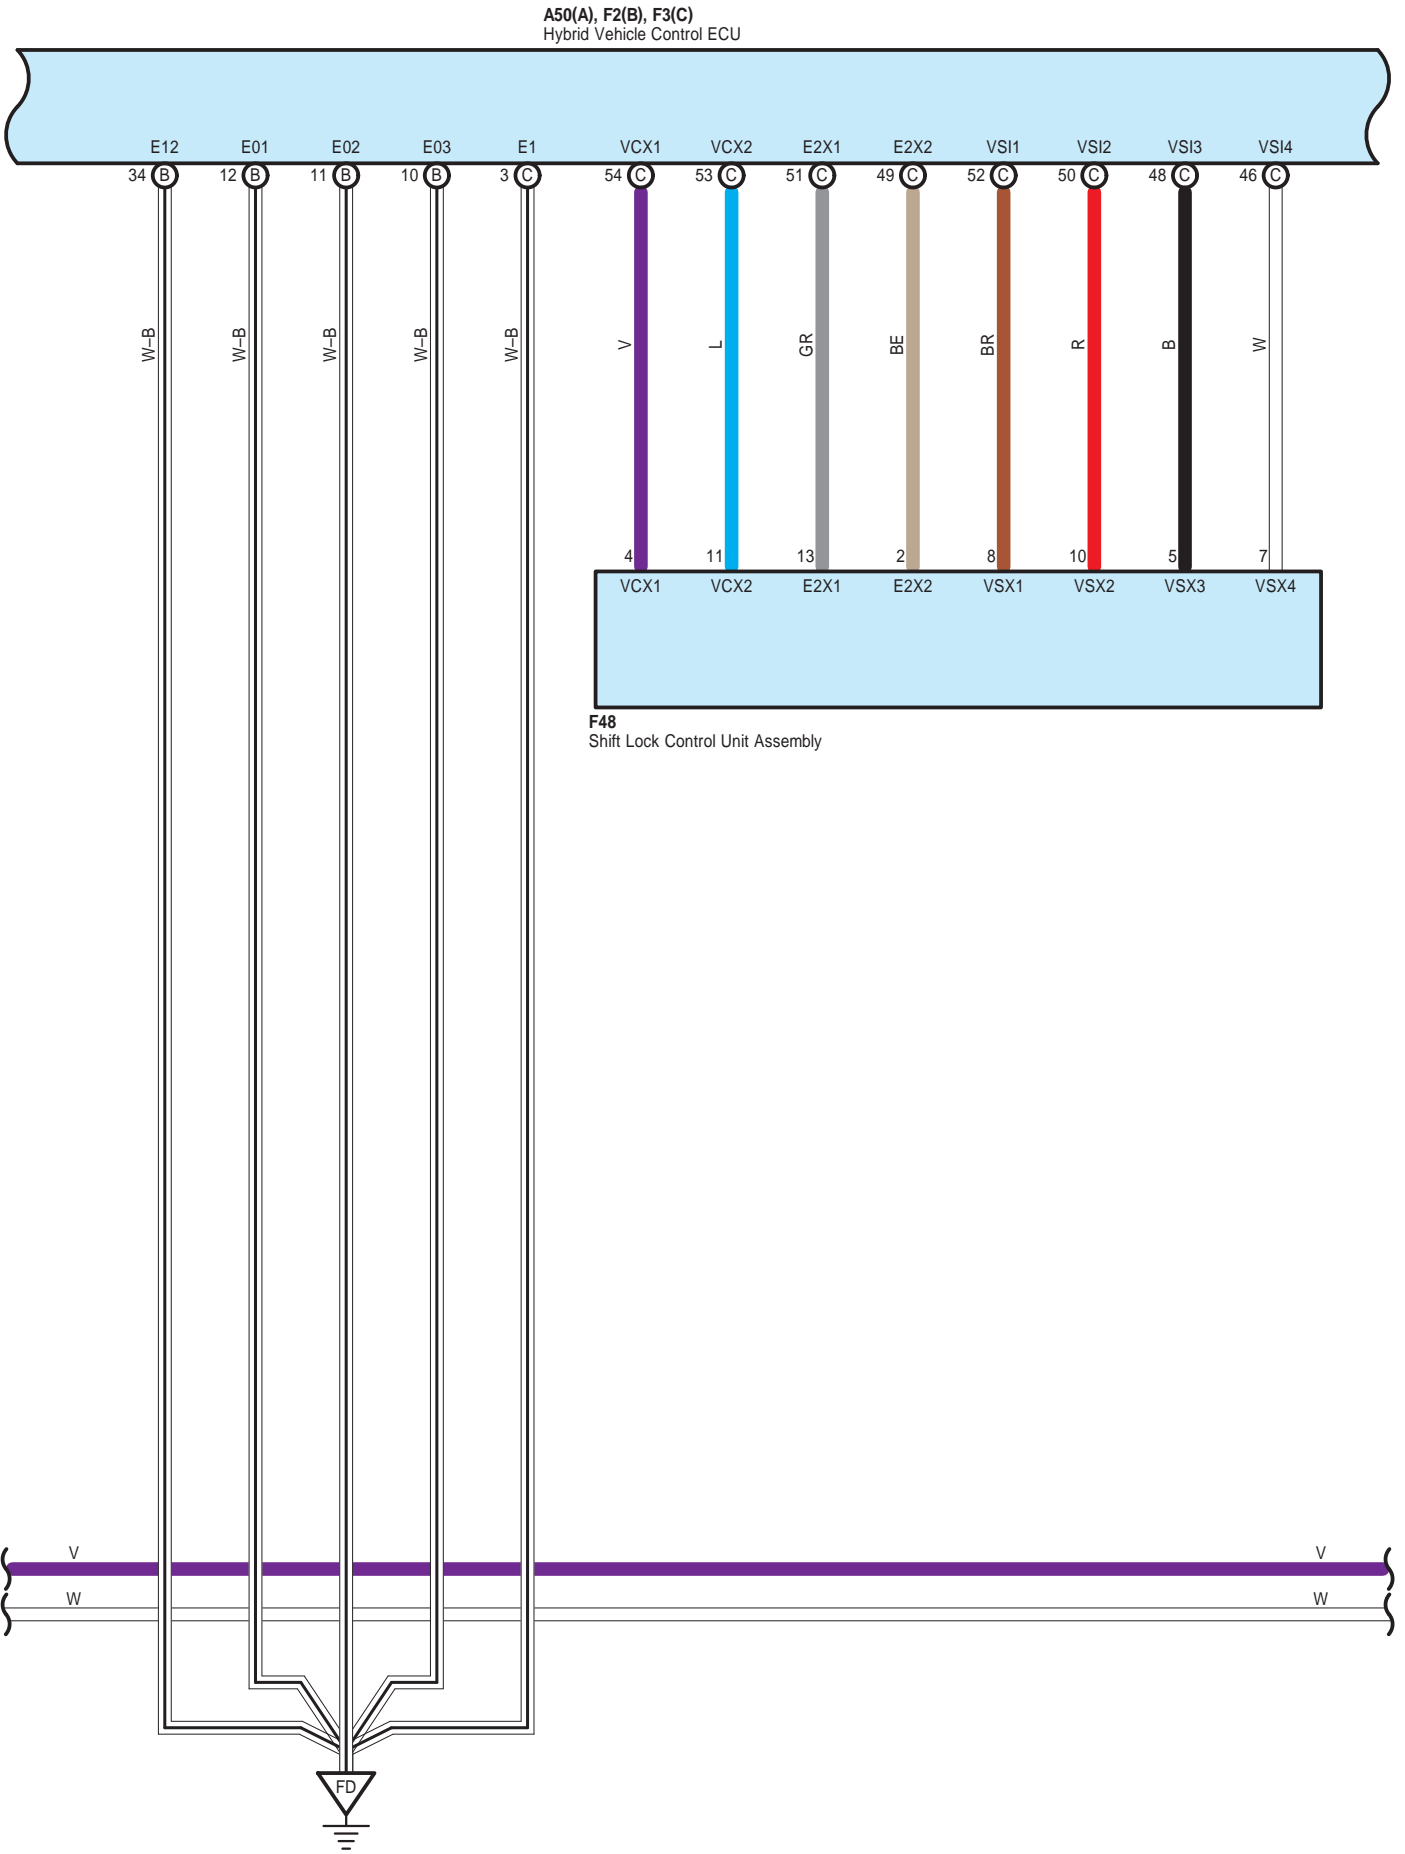 A50(A), F2(B), F3(C)
Hybrid Vehicle Control ECU
E12 E01 E02 E03 E1 VCX1 VCX2 E2X1 E2X2 VSI1 VSI2 VSI3 VSI4
34 B 12 B 11 B 10 B 3 C 54 C 53 C 51 C 49 C 52 C 50 C 48 C 46 C
W–B W–B W–B W–B W–B V L GR BE BR R B W
4 11 13 2 8 10 5 7
VCX1 VCX2 E2X1 E2X2 VSX1 VSX2 VSX3 VSX4
F48
Shift Lock Control Unit Assembly
V V
W W
FD